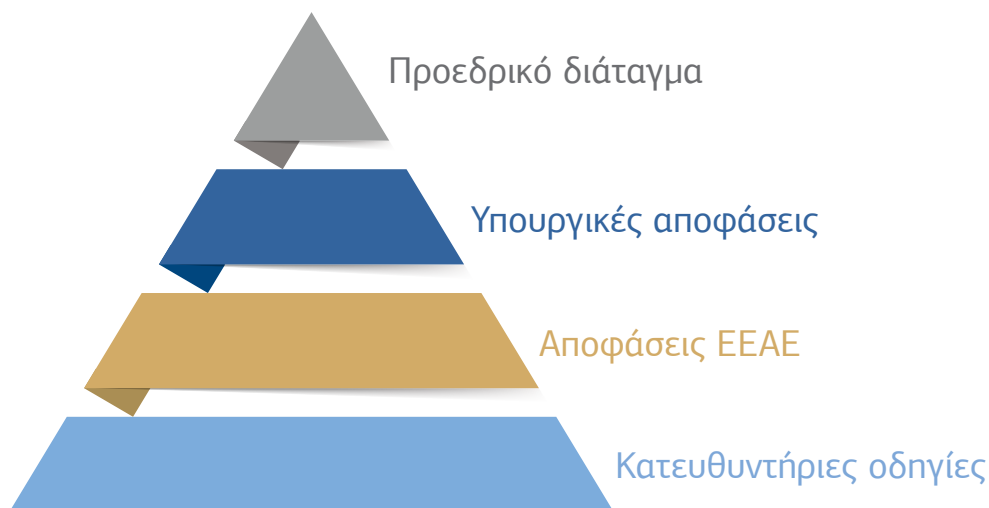 Προεδρικό διάταγμα
Υπουργικές αποφάσεις
Αποφάσεις ΕΕΑΕ
Κατευθυντήριες οδηγίες